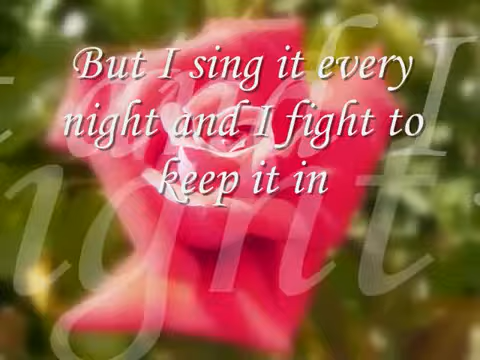 But I sing it every
night and I fight to
keep it in